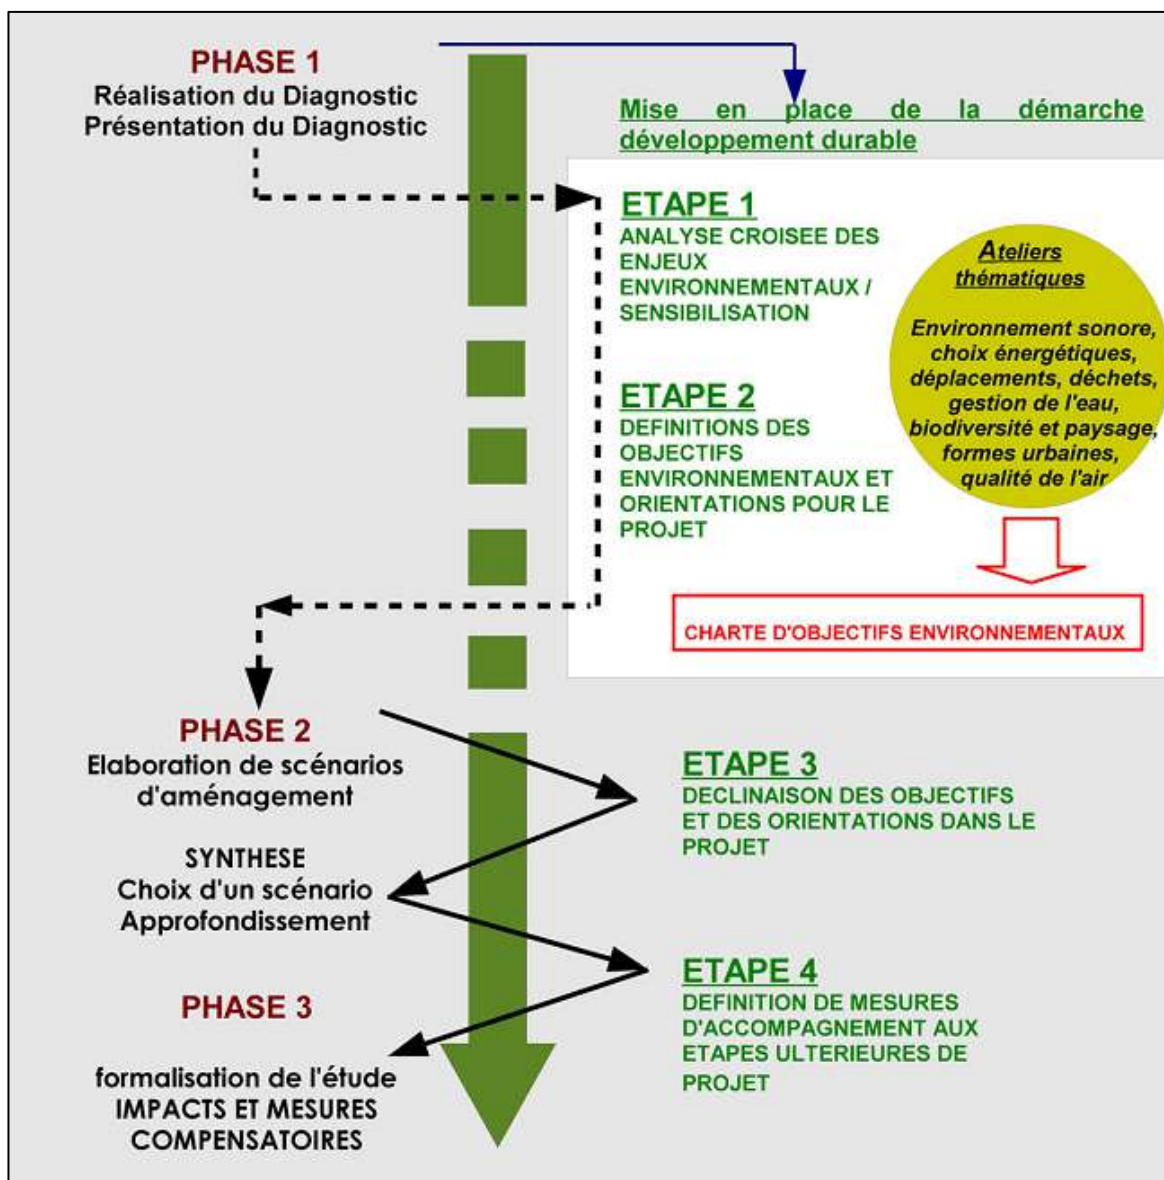 PHASE 1
Réalisation du Diagnostic
Présentation du Diagnostic
Mise en place de la démarche
développement durable
ETAPE 1
ANALYSE CROISEE DES
ENJEUX
ENVIRONNEMENTAUX /
SENSIBILISATION
ETAPE 2
DEFINITIONS DES
OBJECTIFS
ENVIRONNEMENTAUX ET
ORIENTATIONS POUR LE
PROJET
Ateliers
thématiques
Environnement sonore,
choix énergétiques,
déplacements, déchets,
gestion de l'eau,
biodiversité et paysage,
formes urbaines,
qualité de l'air
CHARTE D'OBJECTIFS ENVIRONNEMENTAUX
PHASE 2
Elaboration de scénarios
d'aménagement
ETAPE 3
DECLINAISON DES OBJECTIFS
ET DES ORIENTATIONS DANS LE
PROJET
SYNTHESE
Choix d'un scénario
Approfondissement
ETAPE 4
DEFINITION DE MESURES
D'ACCOMPAGNEMENT AUX
ETAPES ULTERIEURES DE
PROJET
PHASE 3
formalisation de l'étude
IMPACTS ET MESURES
COMPENSATOIRES